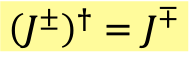 (J^±)^† = J^∓